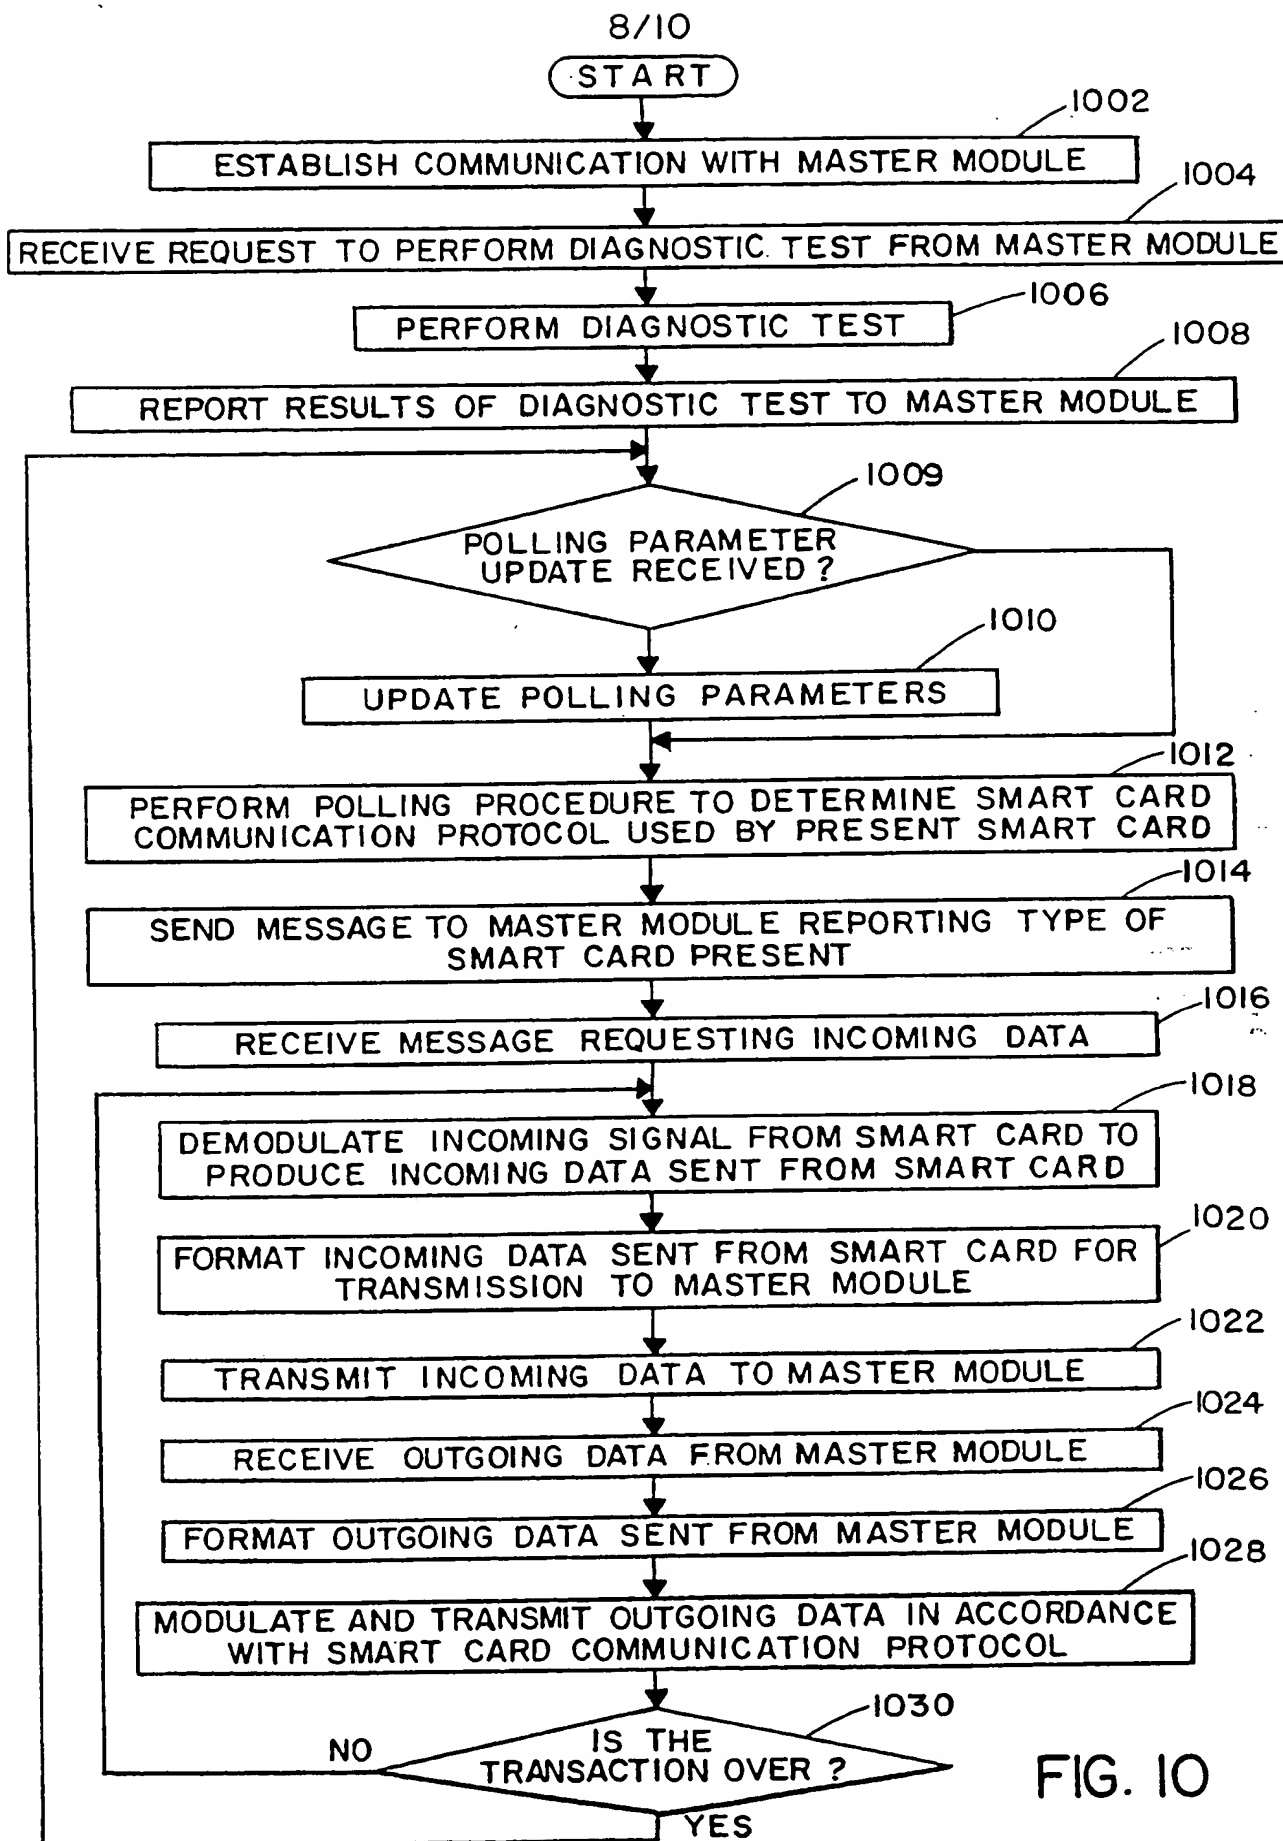 8/10
START
1002
ESTABLISH COMMUNICATION WITH MASTER MODULE
1004
RECEIVE REQUEST TO PERFORM DIAGNOSTIC TEST FROM MASTER MODULE
1006
PERFORM DIAGNOSTIC TEST
1008
REPORT RESULTS OF DIAGNOSTIC TEST TO MASTER MODULE
1009
POLLING PARAMETER
UPDATE RECEIVED ?
1010
UPDATE POLLING PARAMETERS
1012
PERFORM POLLING PROCEDURE TO DETERMINE SMART CARD
COMMUNICATION PROTOCOL USED BY PRESENT SMART CARD
1014
SEND MESSAGE TO MASTER MODULE REPORTING TYPE OF
SMART CARD PRESENT
1016
RECEIVE MESSAGE REQUESTING INCOMING DATA
1018
DEMODULATE INCOMING SIGNAL FROM SMART CARD TO
PRODUCE INCOMING DATA SENT FROM SMART CARD
1020
FORMAT INCOMING DATA SENT FROM SMART CARD FOR
TRANSMISSION TO MASTER MODULE
1022
TRANSMIT INCOMING DATA TO MASTER MODULE
1024
RECEIVE OUTGOING DATA FROM MASTER MODULE
1026
FORMAT OUTGOING DATA SENT FROM MASTER MODULE
1028
MODULATE AND TRANSMIT OUTGOING DATA IN ACCORDANCE
WITH SMART CARD COMMUNICATION PROTOCOL
1030
IS THE
TRANSACTION OVER ?
NO
YES
FIG. 10